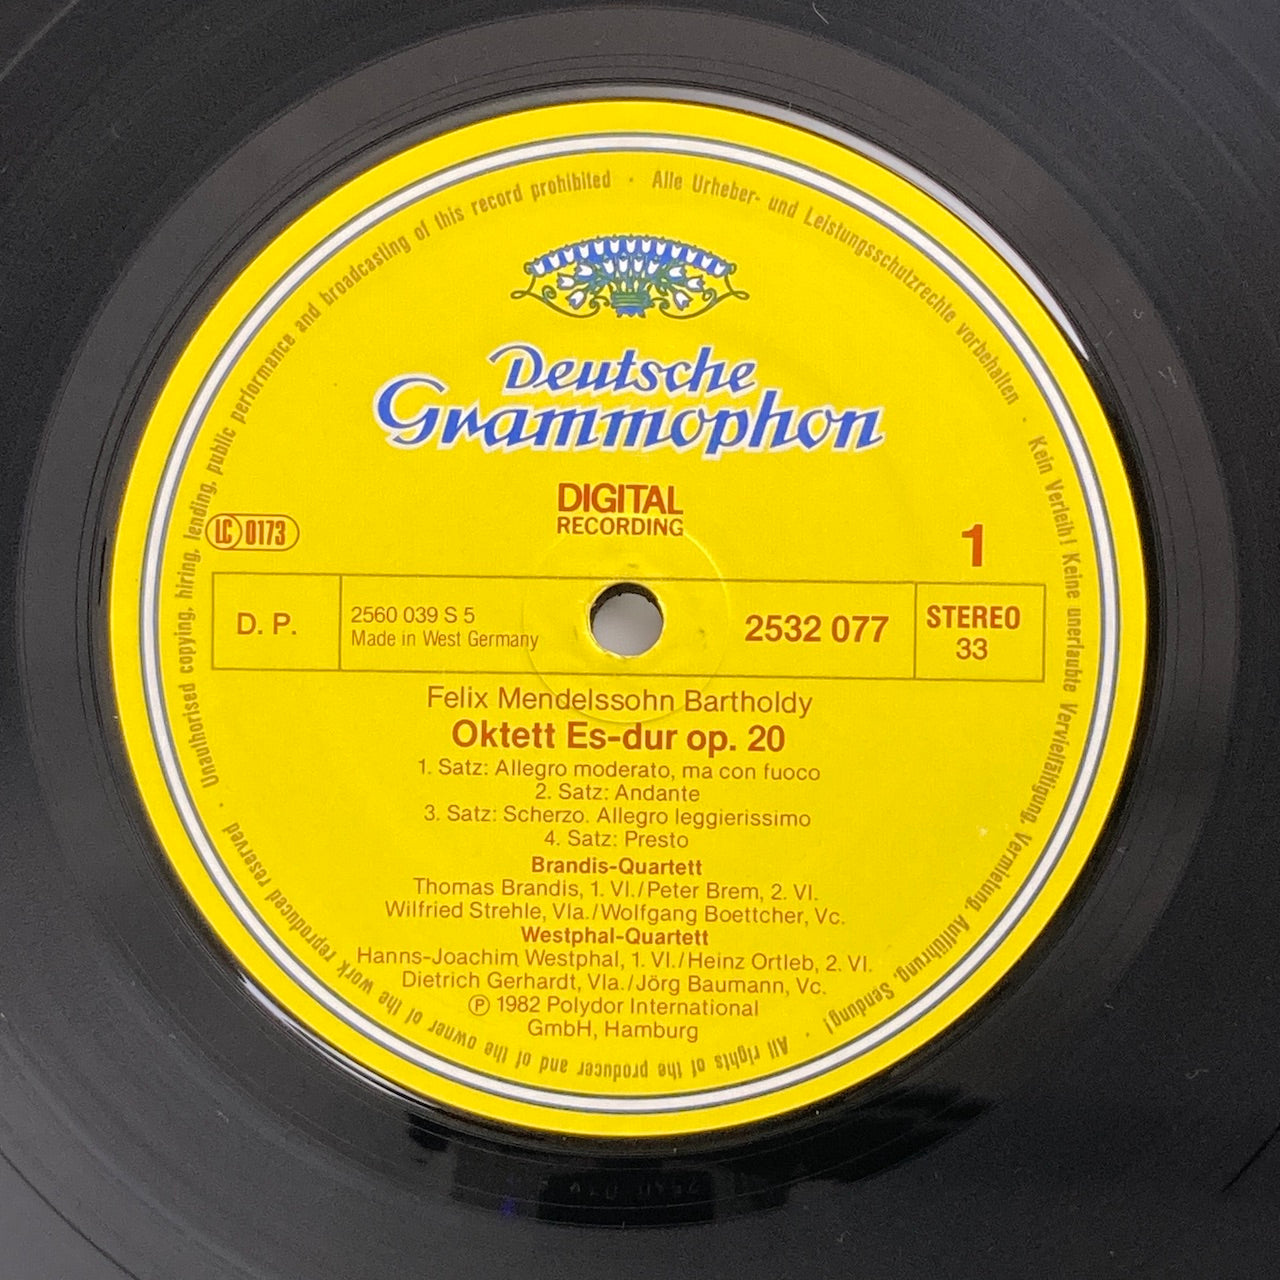 Unauthorised copying, hiring, lending, public performance and broadcasting of this record prohibited · Alle Urheber- und Leistungsschutzrechte vorbehalten · Kein Verleih! Keine unerlaubte Vervielfältigung, Vermietung, Aufführung, Sendung! · All rights of the producer and of the owner of the work reproduced reserved ·
Deutsche
Grammophon
DIGITAL
RECORDING
LC 0173
1
D. P.
2560 039 S 5
Made in West Germany
2532 077
STEREO
33
Felix Mendelssohn Bartholdy
Oktett Es-dur op. 20
1. Satz: Allegro moderato, ma con fuoco
2. Satz: Andante
3. Satz: Scherzo. Allegro leggierissimo
4. Satz: Presto
Brandis-Quartett
Thomas Brandis, 1. Vl./Peter Brem, 2. Vl.
Wilfried Strehle, Vla./Wolfgang Boettcher, Vc.
Westphal-Quartett
Hanns-Joachim Westphal, 1. Vl./Heinz Ortleb, 2. Vl.
Dietrich Gerhardt, Vla./Jörg Baumann, Vc.
Ⓟ 1982 Polydor International
GmbH, Hamburg